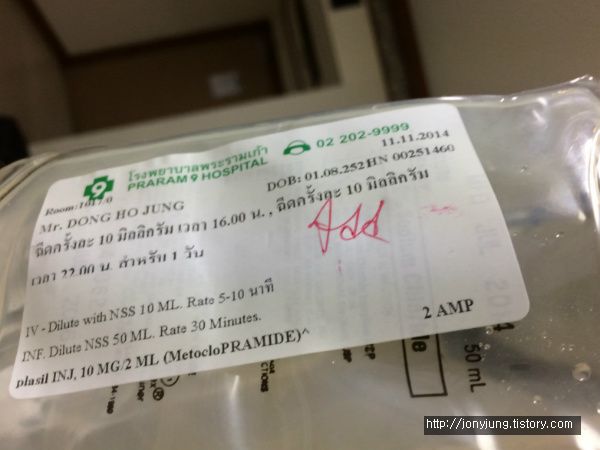 โรงพยาบาลพระรามเก้า
PRARAM 9 HOSPITAL
02 202-9999
11.11.2014
Room:1017/0
DOB: 01.08.252 HN 00251460
Mr. DONG HO JUNG
ฉีดครั้งละ 10 มิลลิกรัม เวลา 16.00 น. , ฉีดครั้งละ 10 มิลลิกรัม
เวลา 22.00 น. สำหรับ 1 วัน
IV - Dilute with NSS 10 ML. Rate 5-10 นาที
INF. Dilute NSS 50 ML. Rate 30 Minutes.
plasil INJ, 10 MG/2 ML (MetocloPRAMIDE)^
2 AMP
50 mL
http://jonyjung.tistory.com